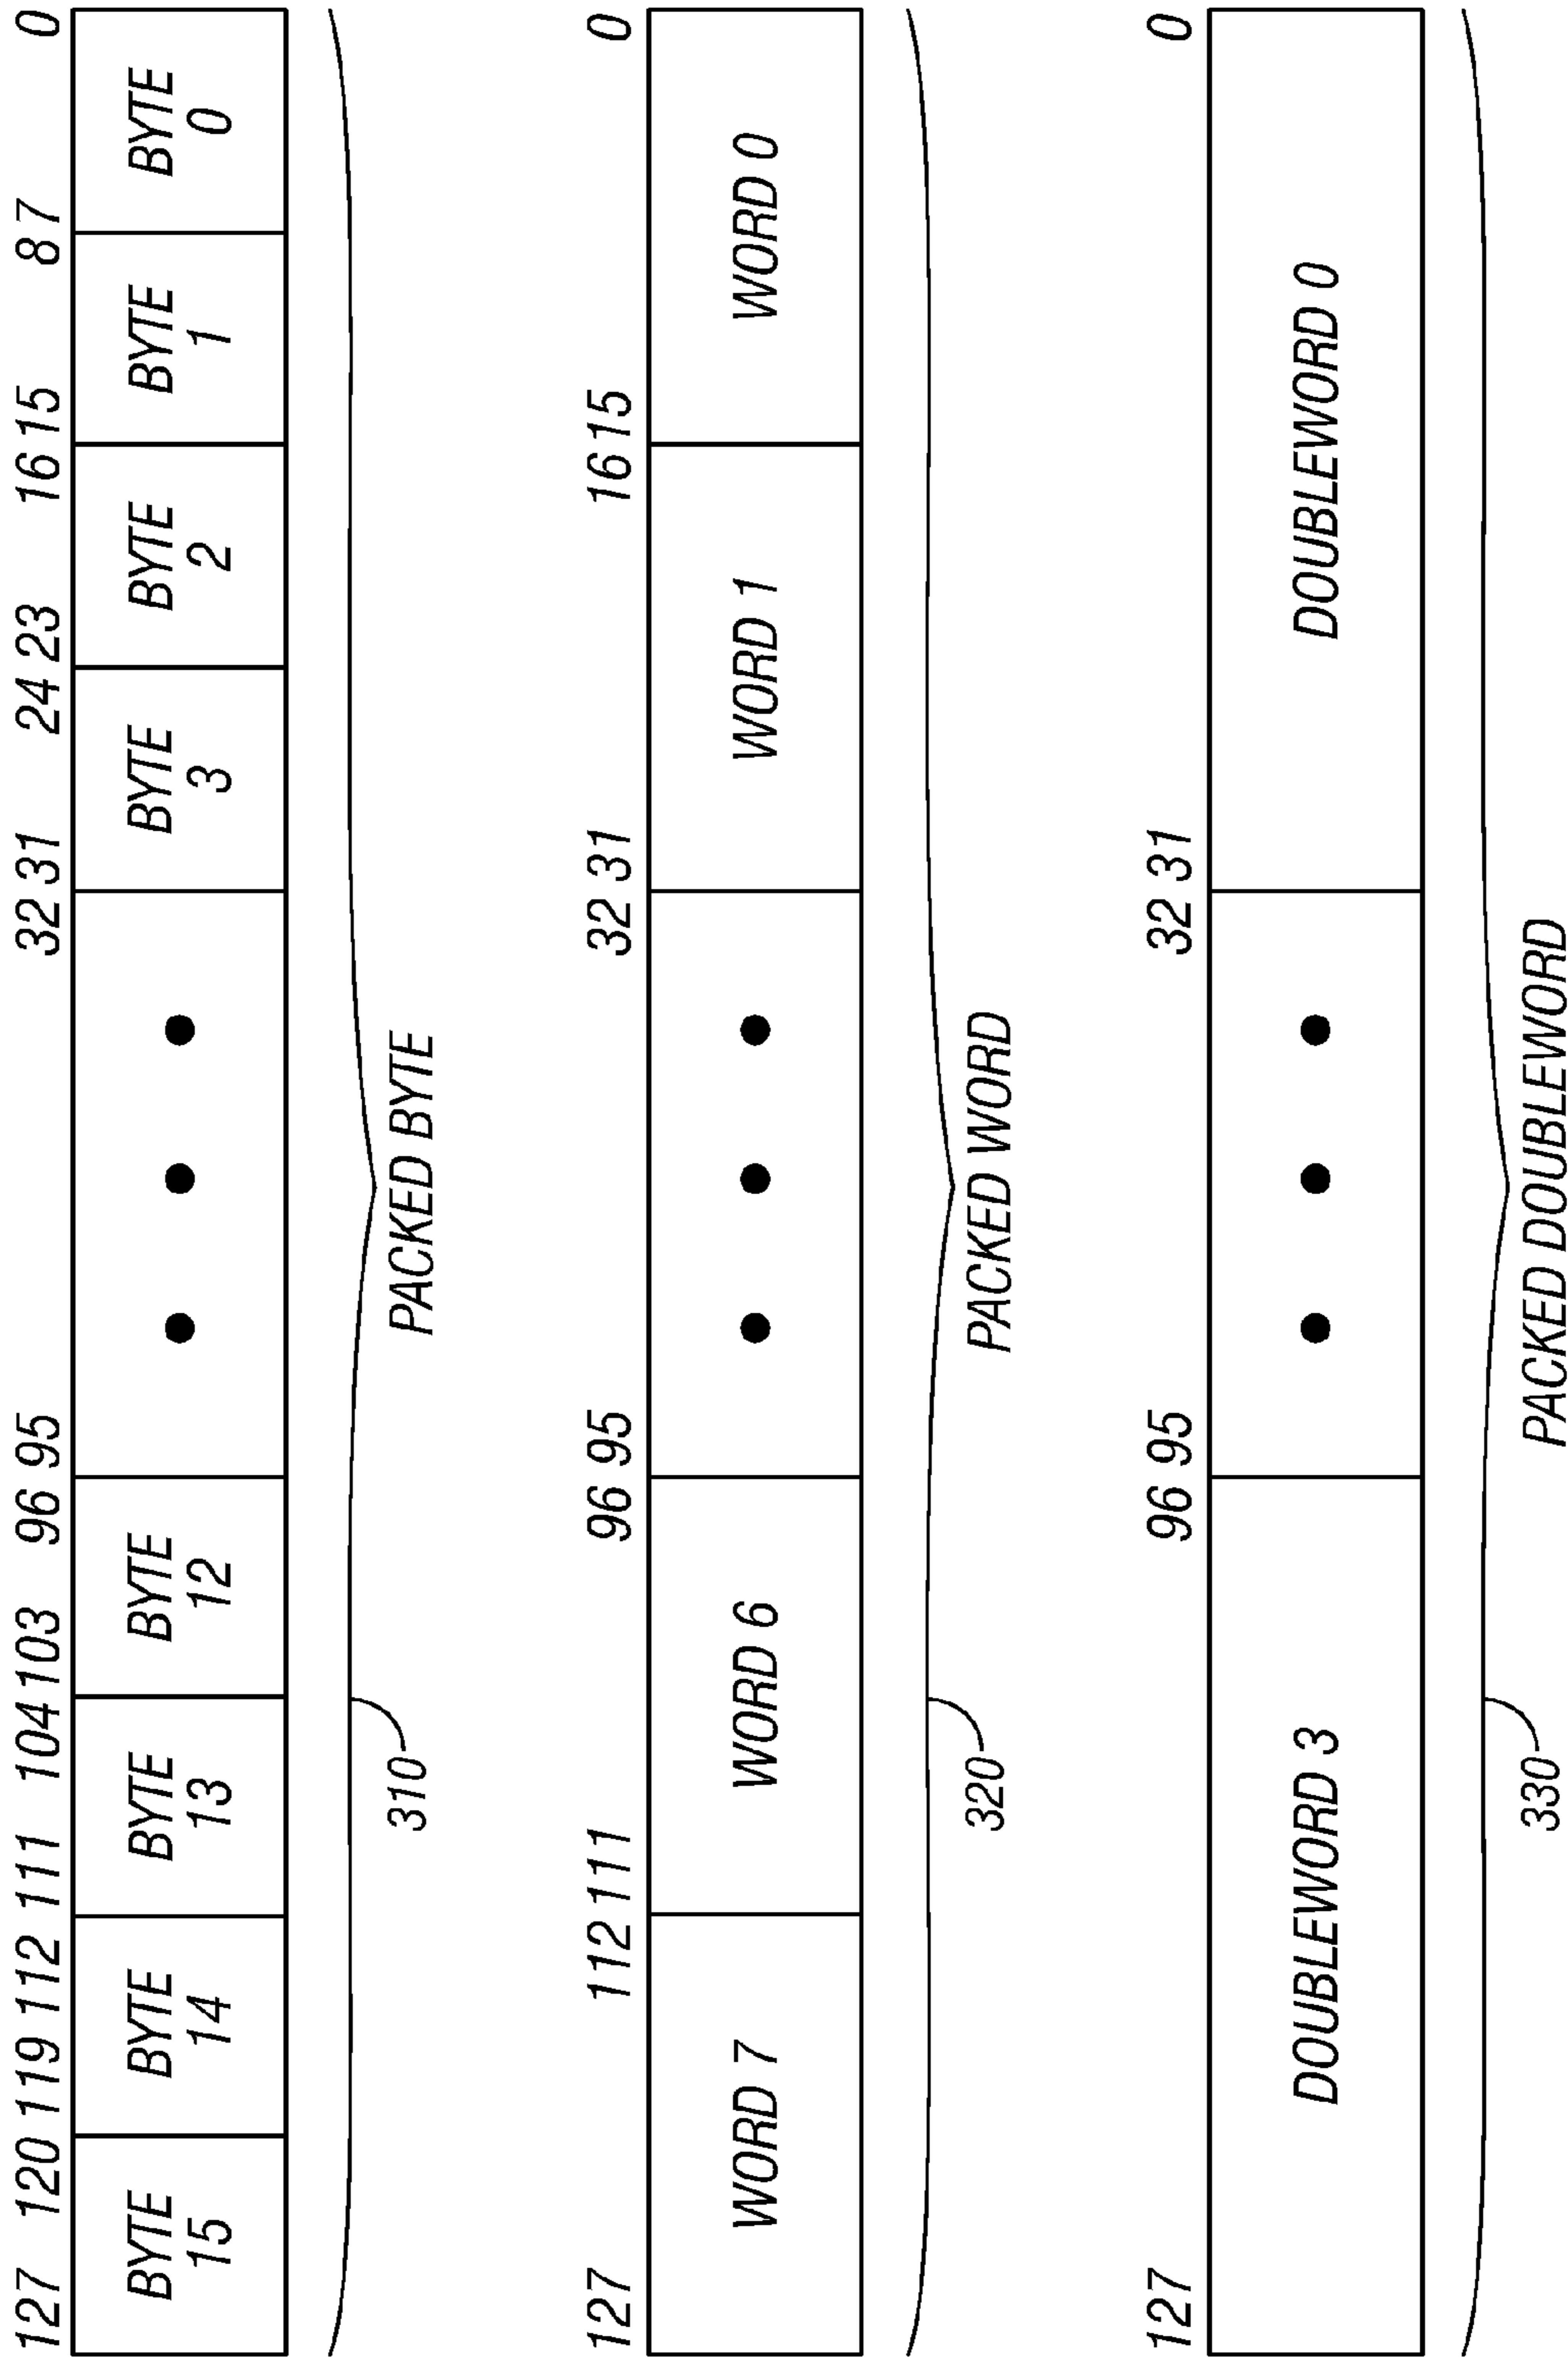 127 120 119 112 111 104 103 96 95 32 31 24 23 16 15 8 7 0
BYTE 15 BYTE 14 BYTE 13 BYTE 12 BYTE 3 BYTE 2 BYTE 1 BYTE 0
310
PACKED BYTE
127 112 111 96 95 32 31 16 15 0
WORD 7 WORD 6 WORD 1 WORD 0
320
PACKED WORD
127 96 95 32 31 0
DOUBLEWORD 3 DOUBLEWORD 0
330
PACKED DOUBLEWORD